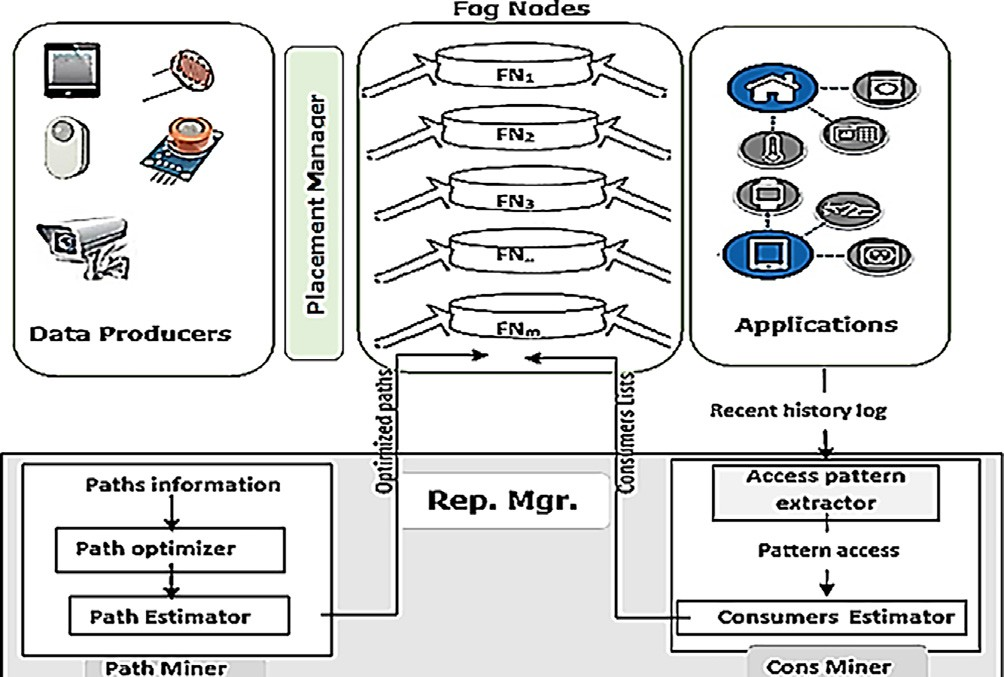 Fog Nodes
FN₁
FN₂
FN₃
FN..
FNₘ
Placement Manager
Data Producers
Applications
Optimized paths
Consumers Lists
Recent history log
Rep. Mgr.
Paths information
Path optimizer
Path Estimator
Path Miner
Access pattern
extractor
Pattern access
Consumers Estimator
Cons Miner